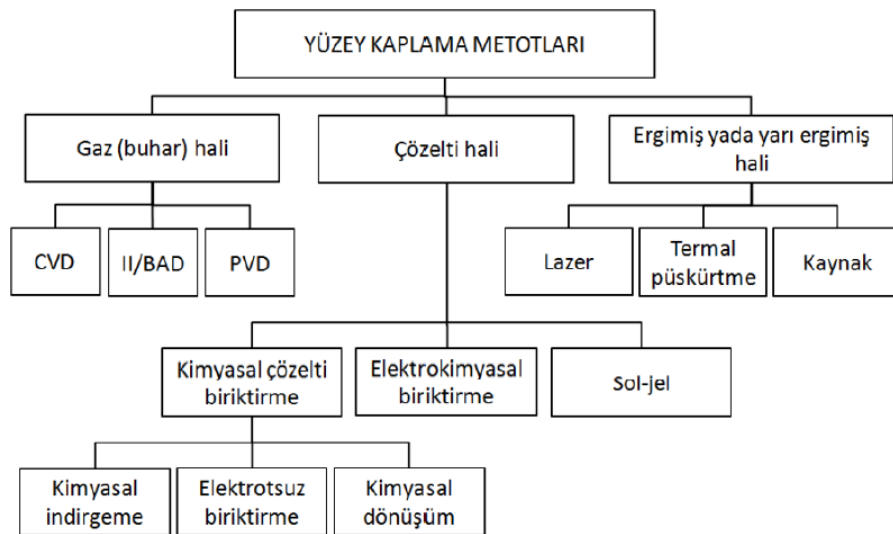 YÜZEY KAPLAMA METOTLARI
Gaz (buhar) hali
Çözelti hali
Ergimiş yada yarı ergimiş
hali
CVD
II/BAD
PVD
Lazer
Termal
püskürtme
Kaynak
Kimyasal çözelti
biriktirme
Elektrokimyasal
biriktirme
Sol-jel
Kimyasal
indirgeme
Elektrotsuz
biriktirme
Kimyasal
dönüşüm